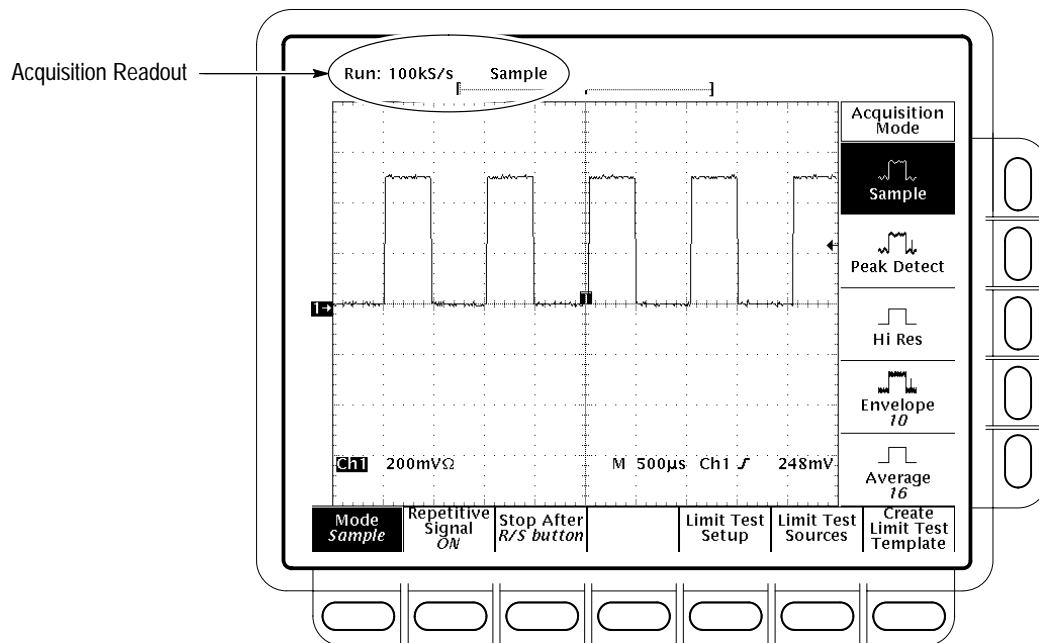 Acquisition Readout
Run: 100kS/s Sample
Acquisition
Mode
Sample
Peak Detect
Hi Res
Envelope
10
Average
16
T
1→
Ch1 200mVΩ M 500µs Ch1 ƒ 248mV
Mode
Sample
Repetitive
Signal
ON
Stop After
R/S button
Limit Test
Setup
Limit Test
Sources
Create
Limit Test
Template